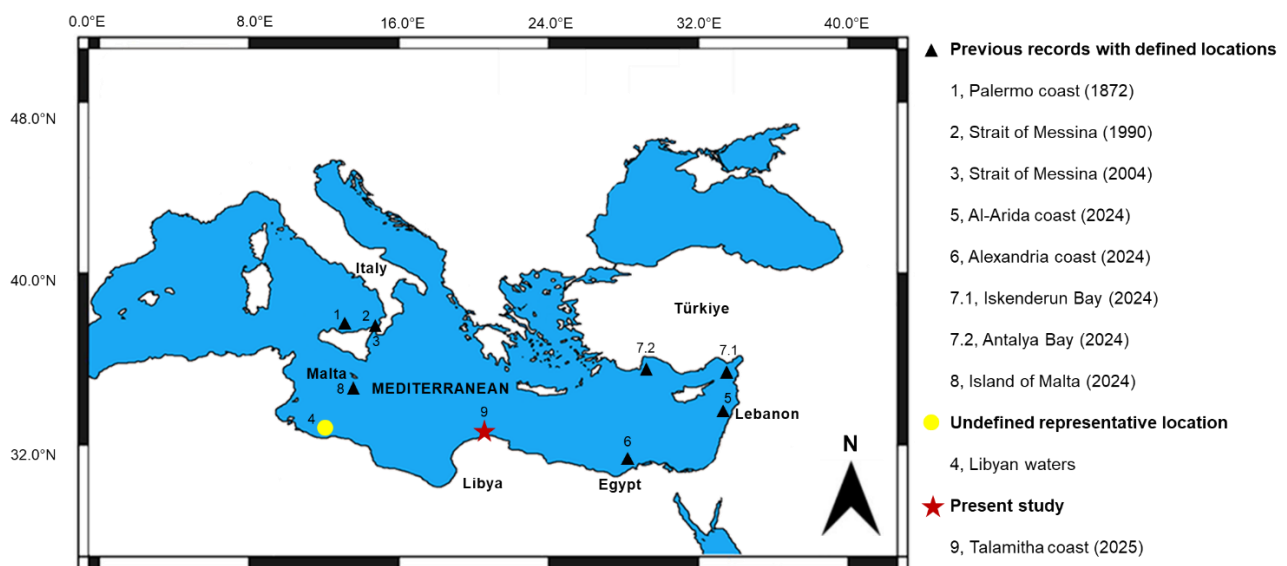 0.0°E 8.0°E 16.0°E 24.0°E 32.0°E 40.0°E
48.0°N
40.0°N
32.0°N
Italy
Türkiye
1
2
3
7.2
7.1
Malta
8
MEDITERRANEAN
9
5
Lebanon
4
6
Libya
Egypt
N
Previous records with defined locations
1, Palermo coast (1872)
2, Strait of Messina (1990)
3, Strait of Messina (2004)
5, Al-Arida coast (2024)
6, Alexandria coast (2024)
7.1, Iskenderun Bay (2024)
7.2, Antalya Bay (2024)
8, Island of Malta (2024)
Undefined representative location
4, Libyan waters
Present study
9, Talamitha coast (2025)